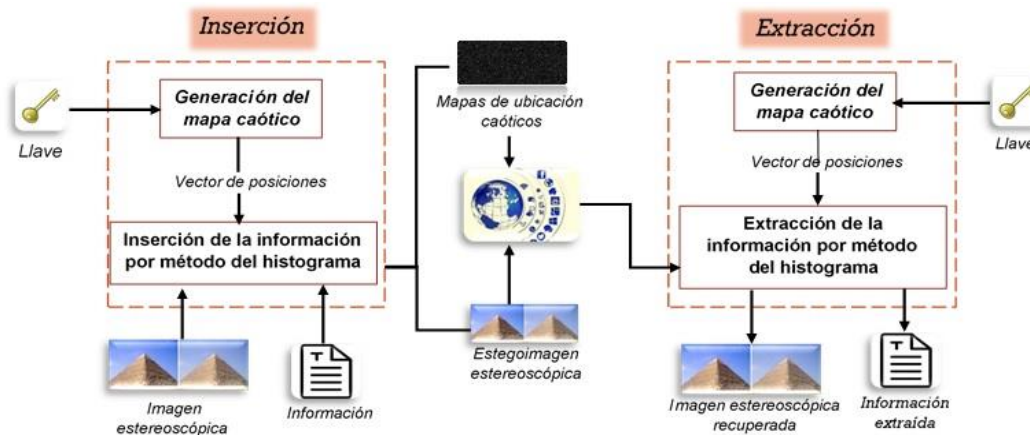 Inserción
Generación del
mapa caótico
Llave
Vector de posiciones
Inserción de la información
por método del histograma
Imagen
estereoscópica
Información
Mapas de ubicación
caóticos
Estegoimagen
estereoscópica
Extracción
Generación del
mapa caótico
Llave
Vector de posiciones
Extracción de la
información por método
del histograma
Imagen estereoscópica
recuperada
Información
extraída
T
T